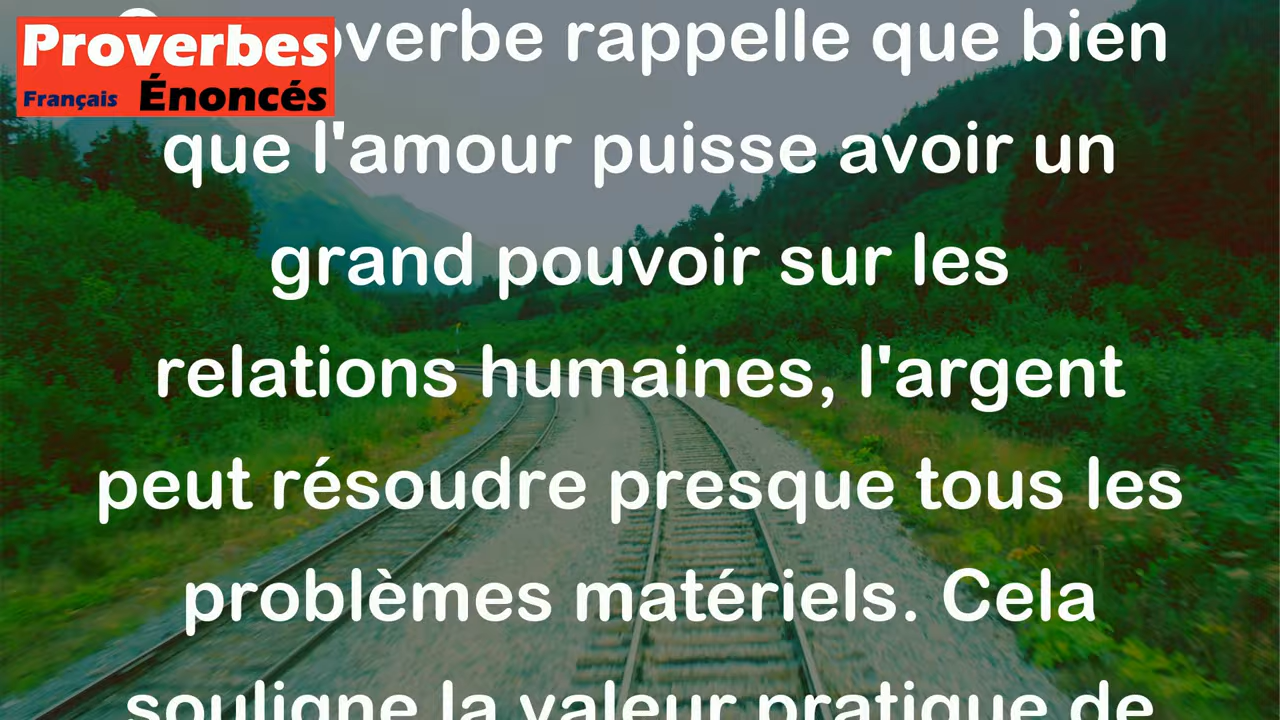 Proverbes
Français Énoncés
verbe rappelle que bien
que l'amour puisse avoir un
grand pouvoir sur les
relations humaines, l'argent
peut résoudre presque tous les
problèmes matériels. Cela
souligne la valeur pratique de